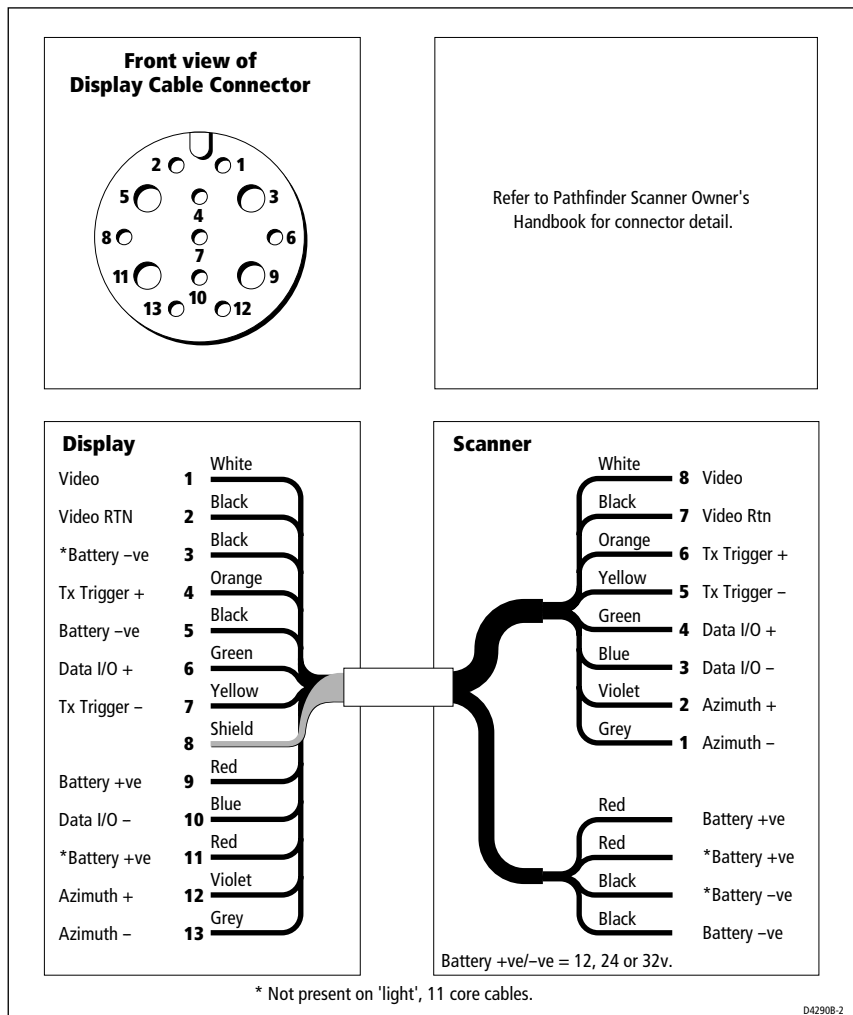 Front view of
Display Cable Connector
2
1
5
3
4
8
6
7
11
9
10
13
12
Refer to Pathfinder Scanner Owner's
Handbook for connector detail.
Display
Video 1 White
Video RTN 2 Black
*Battery –ve 3 Black
Tx Trigger + 4 Orange
Battery –ve 5 Black
Data I/O + 6 Green
Tx Trigger – 7 Yellow
8 Shield
Battery +ve 9 Red
Data I/O – 10 Blue
*Battery +ve 11 Red
Azimuth + 12 Violet
Azimuth – 13 Grey
Scanner
White 8 Video
Black 7 Video Rtn
Orange 6 Tx Trigger +
Yellow 5 Tx Trigger –
Green 4 Data I/O +
Blue 3 Data I/O –
Violet 2 Azimuth +
Grey 1 Azimuth –
Red Battery +ve
Red *Battery +ve
Black *Battery –ve
Black Battery –ve
Battery +ve/–ve = 12, 24 or 32v.
* Not present on 'light', 11 core cables.
D4290B-2